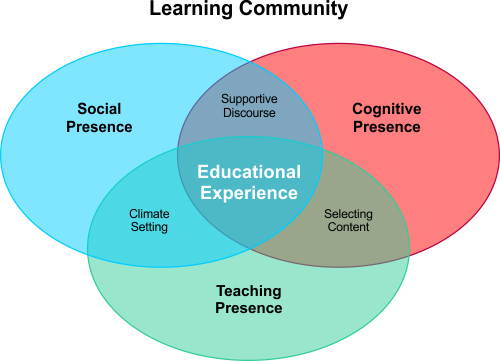 Learning Community
Social
Presence
Supportive
Discourse
Cognitive
Presence
Educational
Experience
Climate
Setting
Selecting
Content
Teaching
Presence